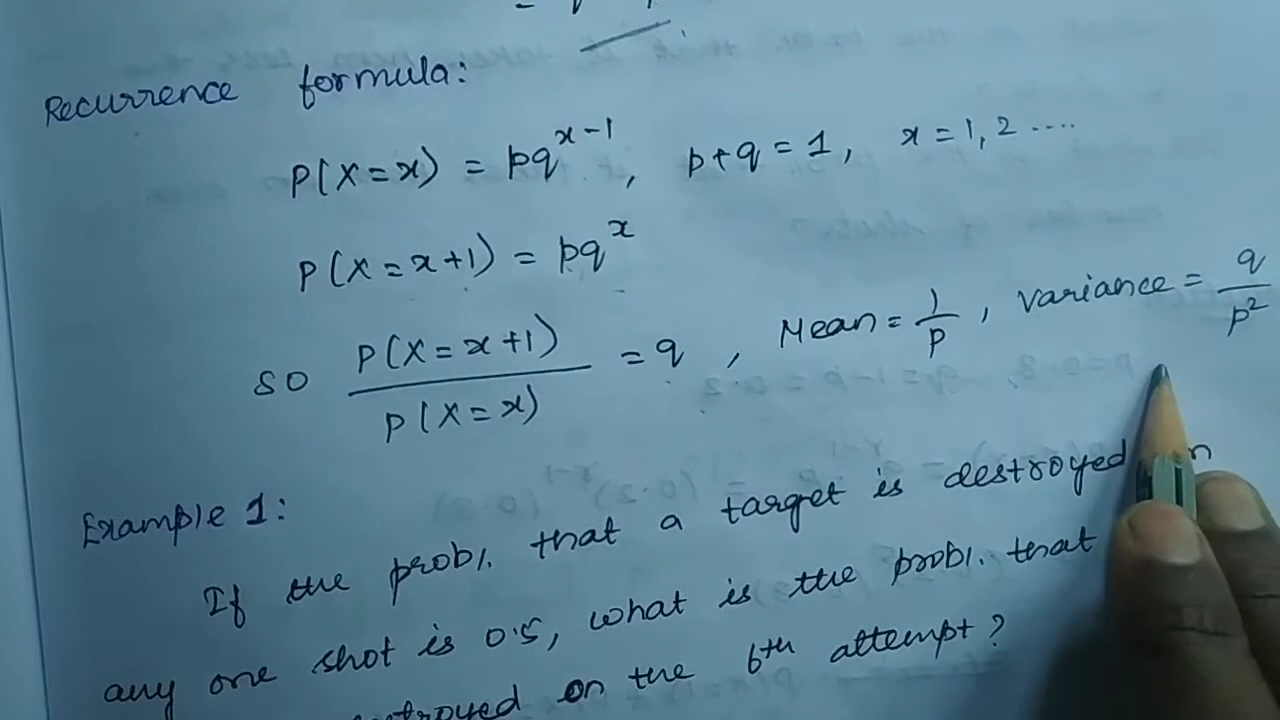 Recurrence formula:
P(X=x) = pq^{x-1}, p+q=1, x=1,2....
P(X=x+1) = pq^x
SO P(X=x+1)/P(X=x) = q, Mean = 1/p, variance = q/p^2
Example 1:
If the probl. that a target is destroyed
any one shot is 0.5, what is the probl. that
on the 6th attempt?